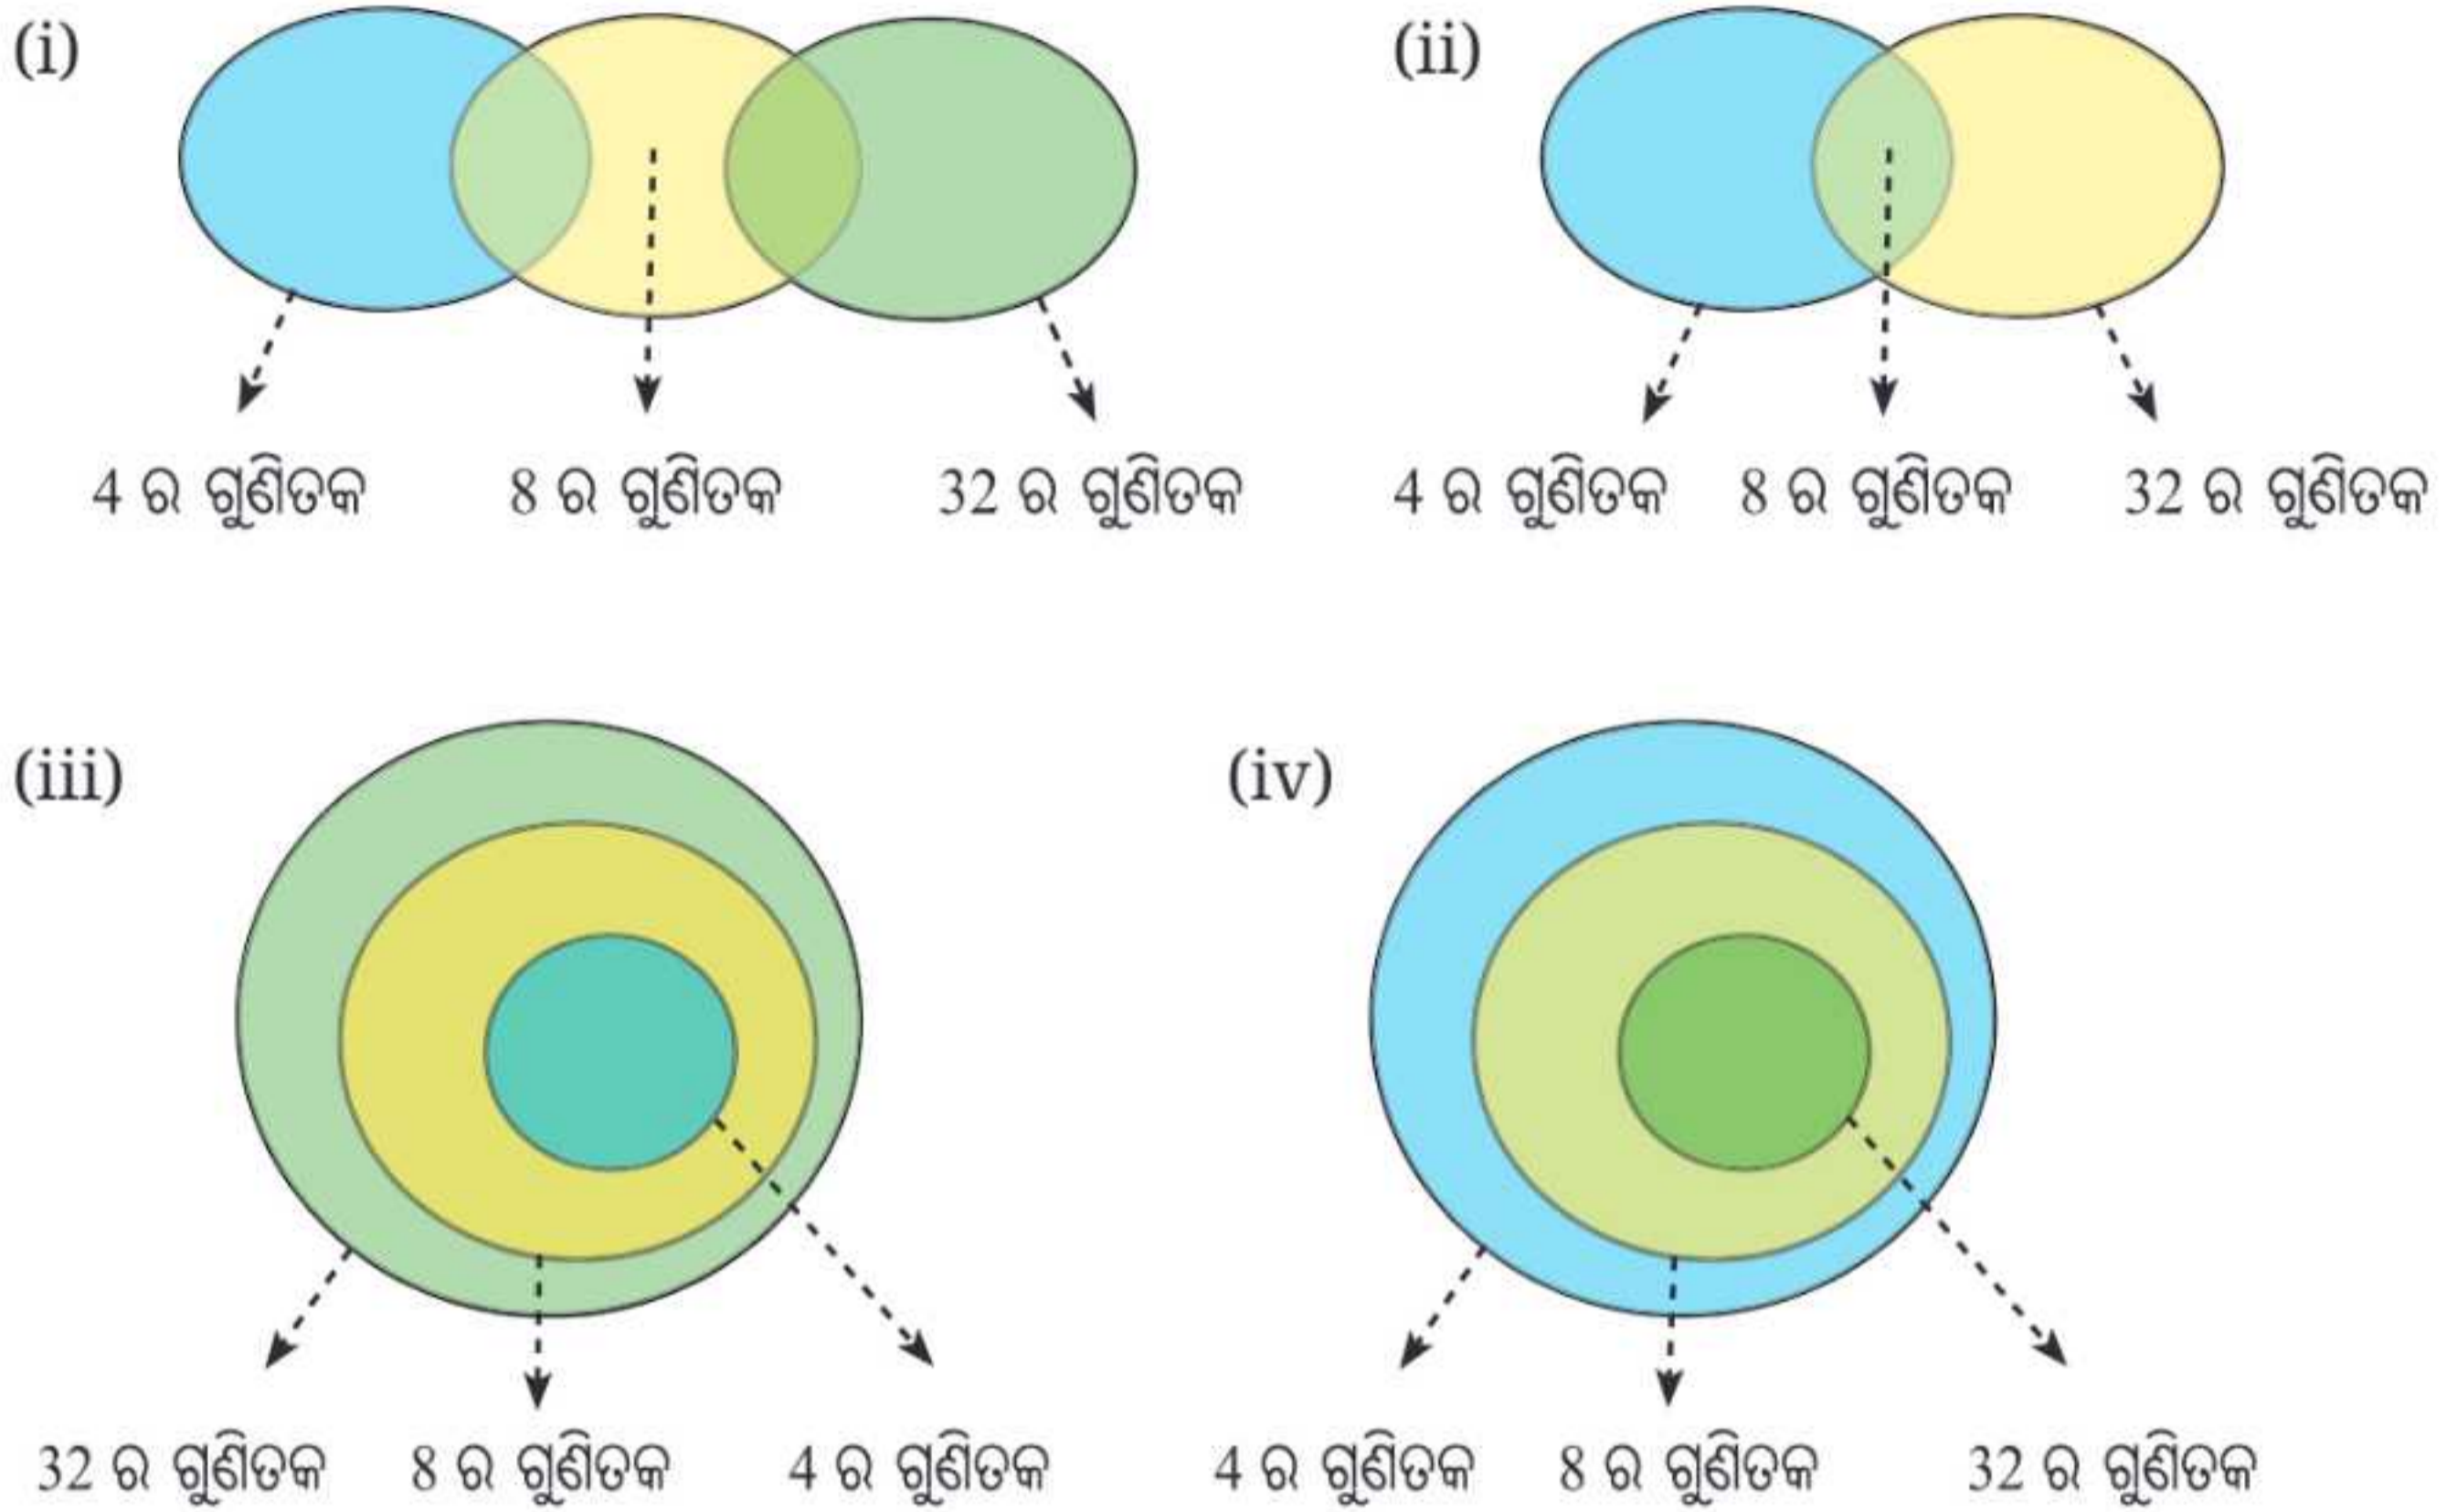 (i) (ii)
4 ର ଗୁଣିତକ 8 ର ଗୁଣିତକ 32 ର ଗୁଣିତକ 4 ର ଗୁଣିତକ 8 ର ଗୁଣିତକ 32 ର ଗୁଣିତକ
(iii) (iv)
32 ର ଗୁଣିତକ 8 ର ଗୁଣିତକ 4 ର ଗୁଣିତକ 4 ର ଗୁଣିତକ 8 ର ଗୁଣିତକ 32 ର ଗୁଣିତକ